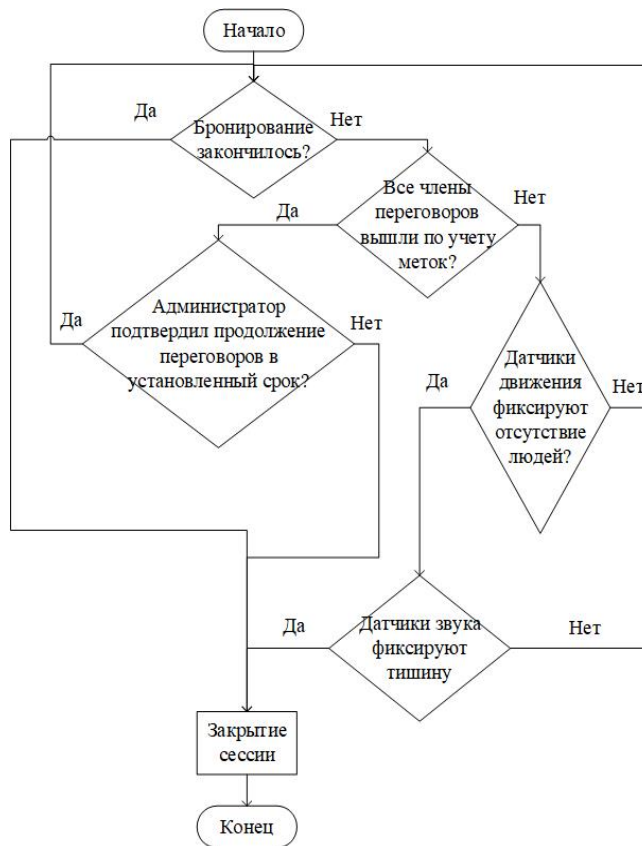 Начало
Да
Нет
Бронирование
закончилось?
Все члены
переговоров
вышли по учету
меток?
Да
Нет
Администратор
подтвердил продолжение
переговоров в
установленный срок?
Да
Нет
Датчики
движения
фиксируют
отсутствие
людей?
Да
Нет
Датчики звука
фиксируют
тишину
Да
Нет
Закрытие
сессии
Конец